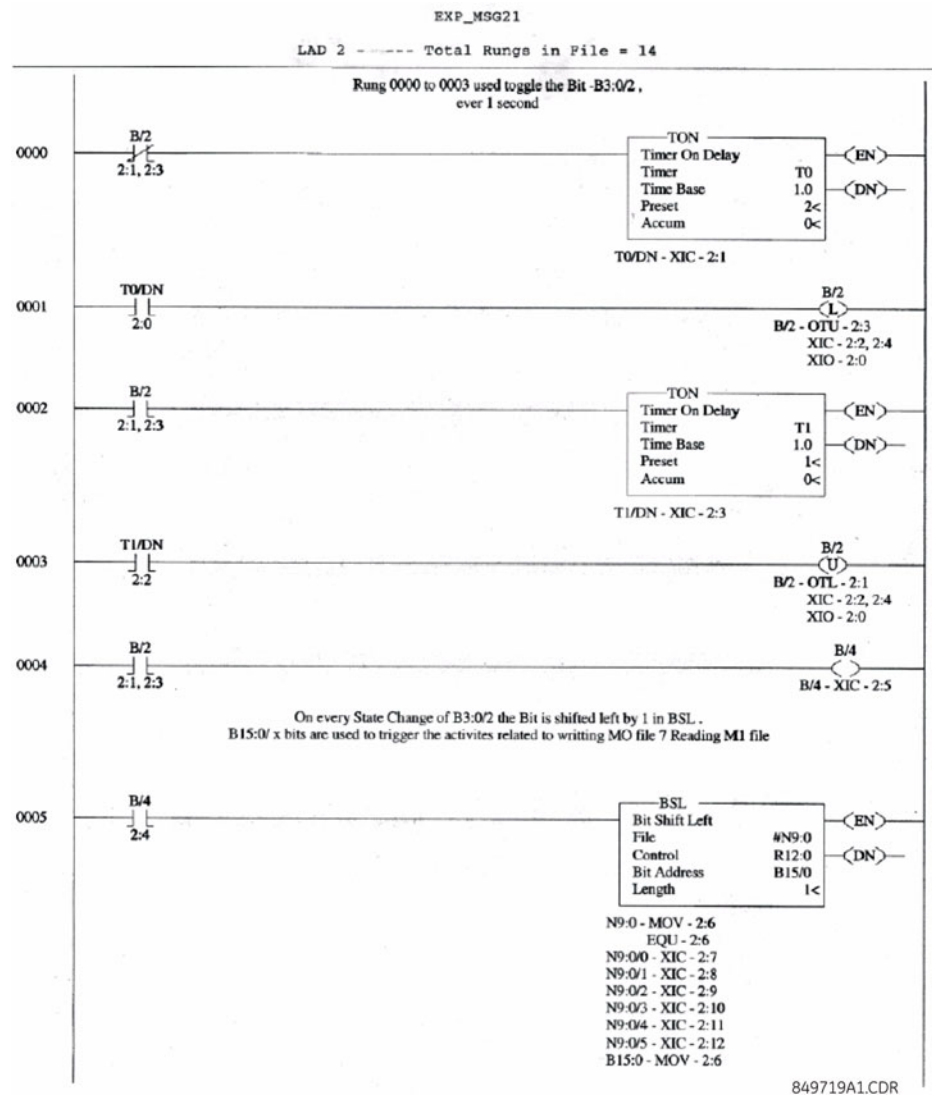 EXP_MSG21
LAD 2 ------ Total Rungs in File = 14
Rung 0000 to 0003 used toggle the Bit -B3:0/2 ,
ever 1 second
0000
B/2
2:1, 2:3
TON
Timer On Delay
Timer T0
Time Base 1.0
Preset 2<
Accum 0<
EN
DN
T0/DN - XIC - 2:1
0001
T0/DN
2:0
B/2
L
B/2 - OTU - 2:3
XIC - 2:2, 2:4
XIO - 2:0
0002
B/2
2:1, 2:3
TON
Timer On Delay
Timer T1
Time Base 1.0
Preset 1<
Accum 0<
EN
DN
T1/DN - XIC - 2:3
0003
T1/DN
2:2
B/2
U
B/2 - OTL - 2:1
XIC - 2:2, 2:4
XIO - 2:0
0004
B/2
2:1, 2:3
B/4
B/4 - XIC - 2:5
On every State Change of B3:0/2 the Bit is shifted left by 1 in BSL .
B15:0/ x bits are used to trigger the activites related to writting MO file 7 Reading M1 file
0005
B/4
2:4
BSL
Bit Shift Left
File #N9:0
Control R12:0
Bit Address B15/0
Length 1<
EN
DN
N9:0 - MOV - 2:6
EQU - 2:6
N9:0/0 - XIC - 2:7
N9:0/1 - XIC - 2:8
N9:0/2 - XIC - 2:9
N9:0/3 - XIC - 2:10
N9:0/4 - XIC - 2:11
N9:0/5 - XIC - 2:12
B15:0 - MOV - 2:6
849719A1.CDR